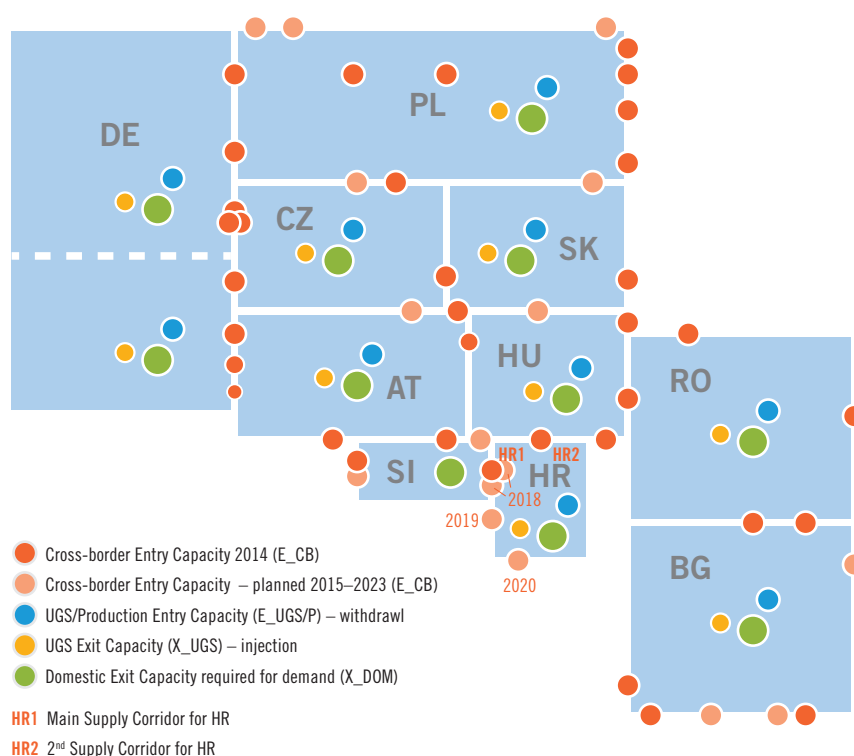 PL
DE
CZ
SK
HU
RO
AT
HR1 HR2
SI
HR
2018
2019
BG
2020
Cross-border Entry Capacity 2014 (E_CB)
Cross-border Entry Capacity – planned 2015–2023 (E_CB)
UGS/Production Entry Capacity (E_UGS/P) – withdrawl
UGS Exit Capacity (X_UGS) – injection
Domestic Exit Capacity required for demand (X_DOM)
HR1 Main Supply Corridor for HR
HR2 2nd Supply Corridor for HR